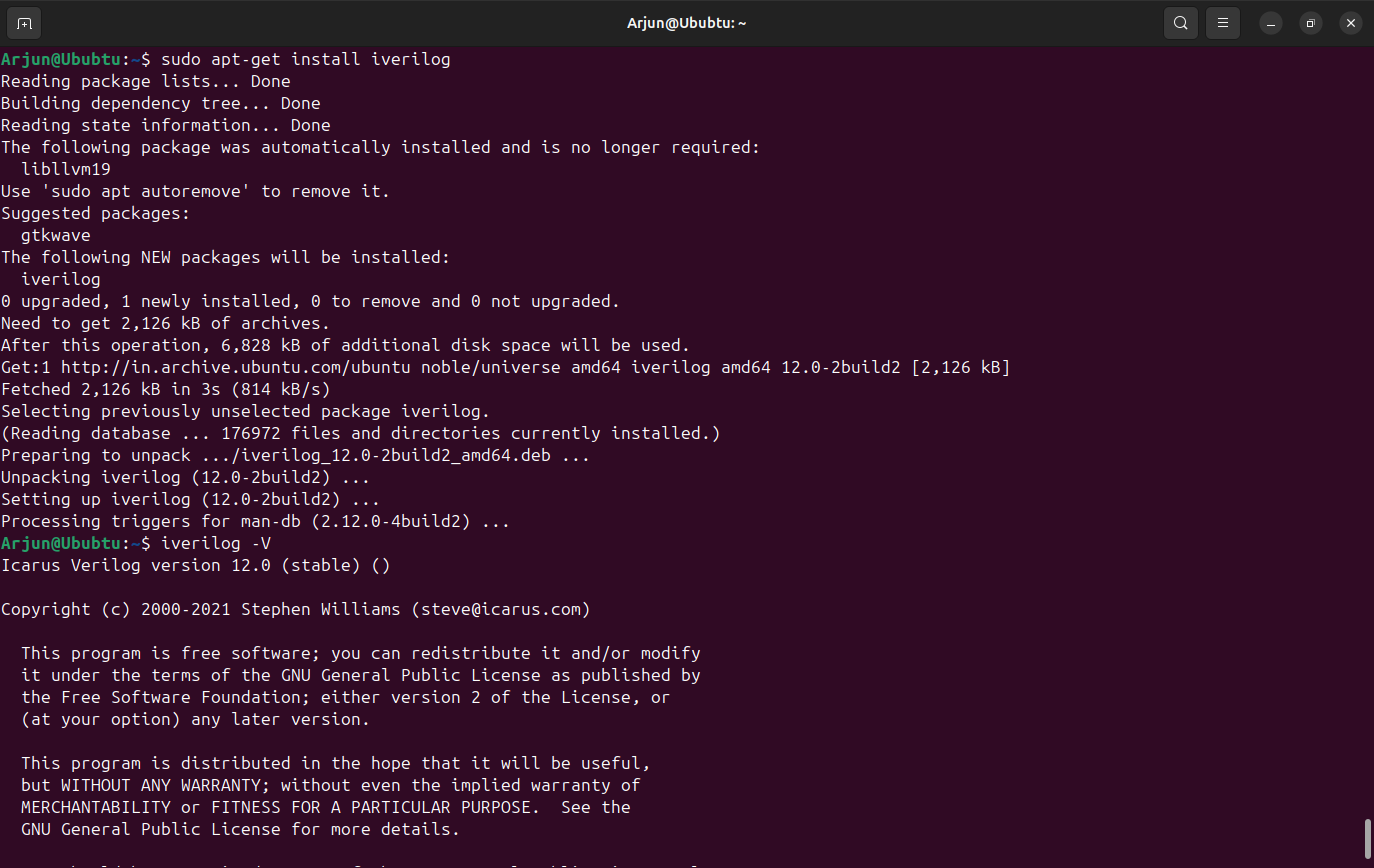 Arjun@Ububtu: ~
Arjun@Ububtu:~$ sudo apt-get install iverilog
Reading package lists... Done
Building dependency tree... Done
Reading state information... Done
The following package was automatically installed and is no longer required:
  libllvm19
Use 'sudo apt autoremove' to remove it.
Suggested packages:
  gtkwave
The following NEW packages will be installed:
  iverilog
0 upgraded, 1 newly installed, 0 to remove and 0 not upgraded.
Need to get 2,126 kB of archives.
After this operation, 6,828 kB of additional disk space will be used.
Get:1 http://in.archive.ubuntu.com/ubuntu noble/universe amd64 iverilog amd64 12.0-2build2 [2,126 kB]
Fetched 2,126 kB in 3s (814 kB/s)
Selecting previously unselected package iverilog.
(Reading database ... 176972 files and directories currently installed.)
Preparing to unpack .../iverilog_12.0-2build2_amd64.deb ...
Unpacking iverilog (12.0-2build2) ...
Setting up iverilog (12.0-2build2) ...
Processing triggers for man-db (2.12.0-4build2) ...
Arjun@Ububtu:~$ iverilog -V
Icarus Verilog version 12.0 (stable) ()

Copyright (c) 2000-2021 Stephen Williams (steve@icarus.com)

  This program is free software; you can redistribute it and/or modify
  it under the terms of the GNU General Public License as published by
  the Free Software Foundation; either version 2 of the License, or
  (at your option) any later version.

  This program is distributed in the hope that it will be useful,
  but WITHOUT ANY WARRANTY; without even the implied warranty of
  MERCHANTABILITY or FITNESS FOR A PARTICULAR PURPOSE.  See the
  GNU General Public License for more details.